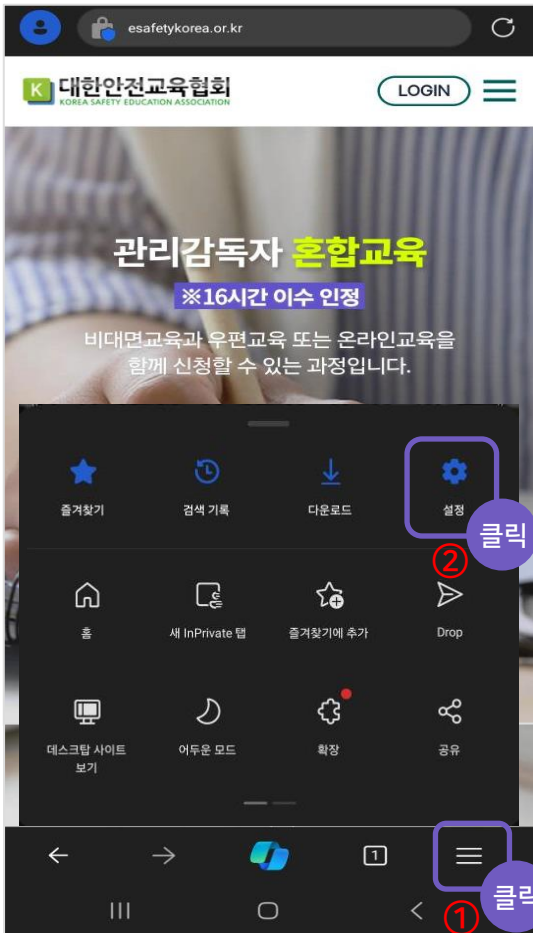 esafetykorea.or.kr
K 대한안전교육협회
KOREA SAFETY EDUCATION ASSOCIATION
LOGIN
관리감독자 혼합교육
※16시간 이수 인정
비대면교육과 우편교육 또는 온라인교육을
함께 신청할 수 있는 과정입니다.
즐겨찾기 검색 기록 다운로드 설정
클릭
②
홈 새 InPrivate 탭 즐겨찾기에 추가 Drop
데스크탑 사이트
보기
어두운 모드 확장 공유
1
클릭
①